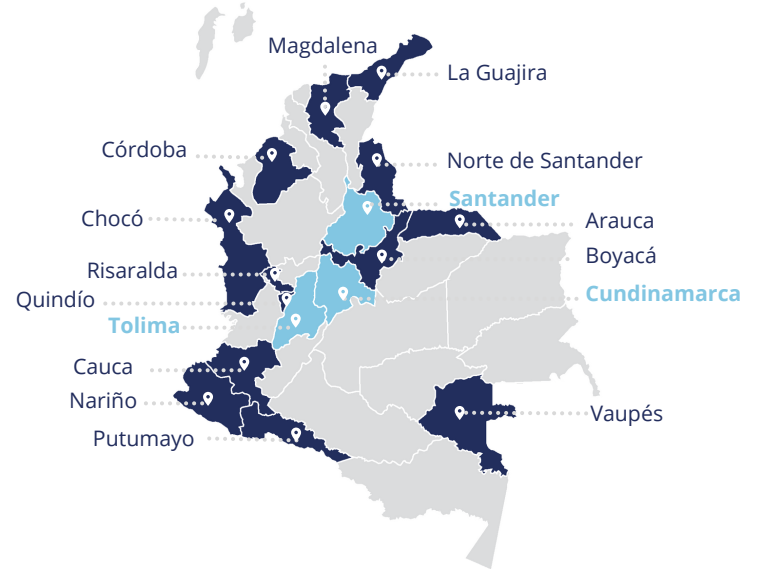 Magdalena
La Guajira
Córdoba
Norte de Santander
Santander
Chocó
Arauca
Boyacá
Risaralda
Quindío
Cundinamarca
Tolima
Cauca
Nariño
Vaupés
Putumayo